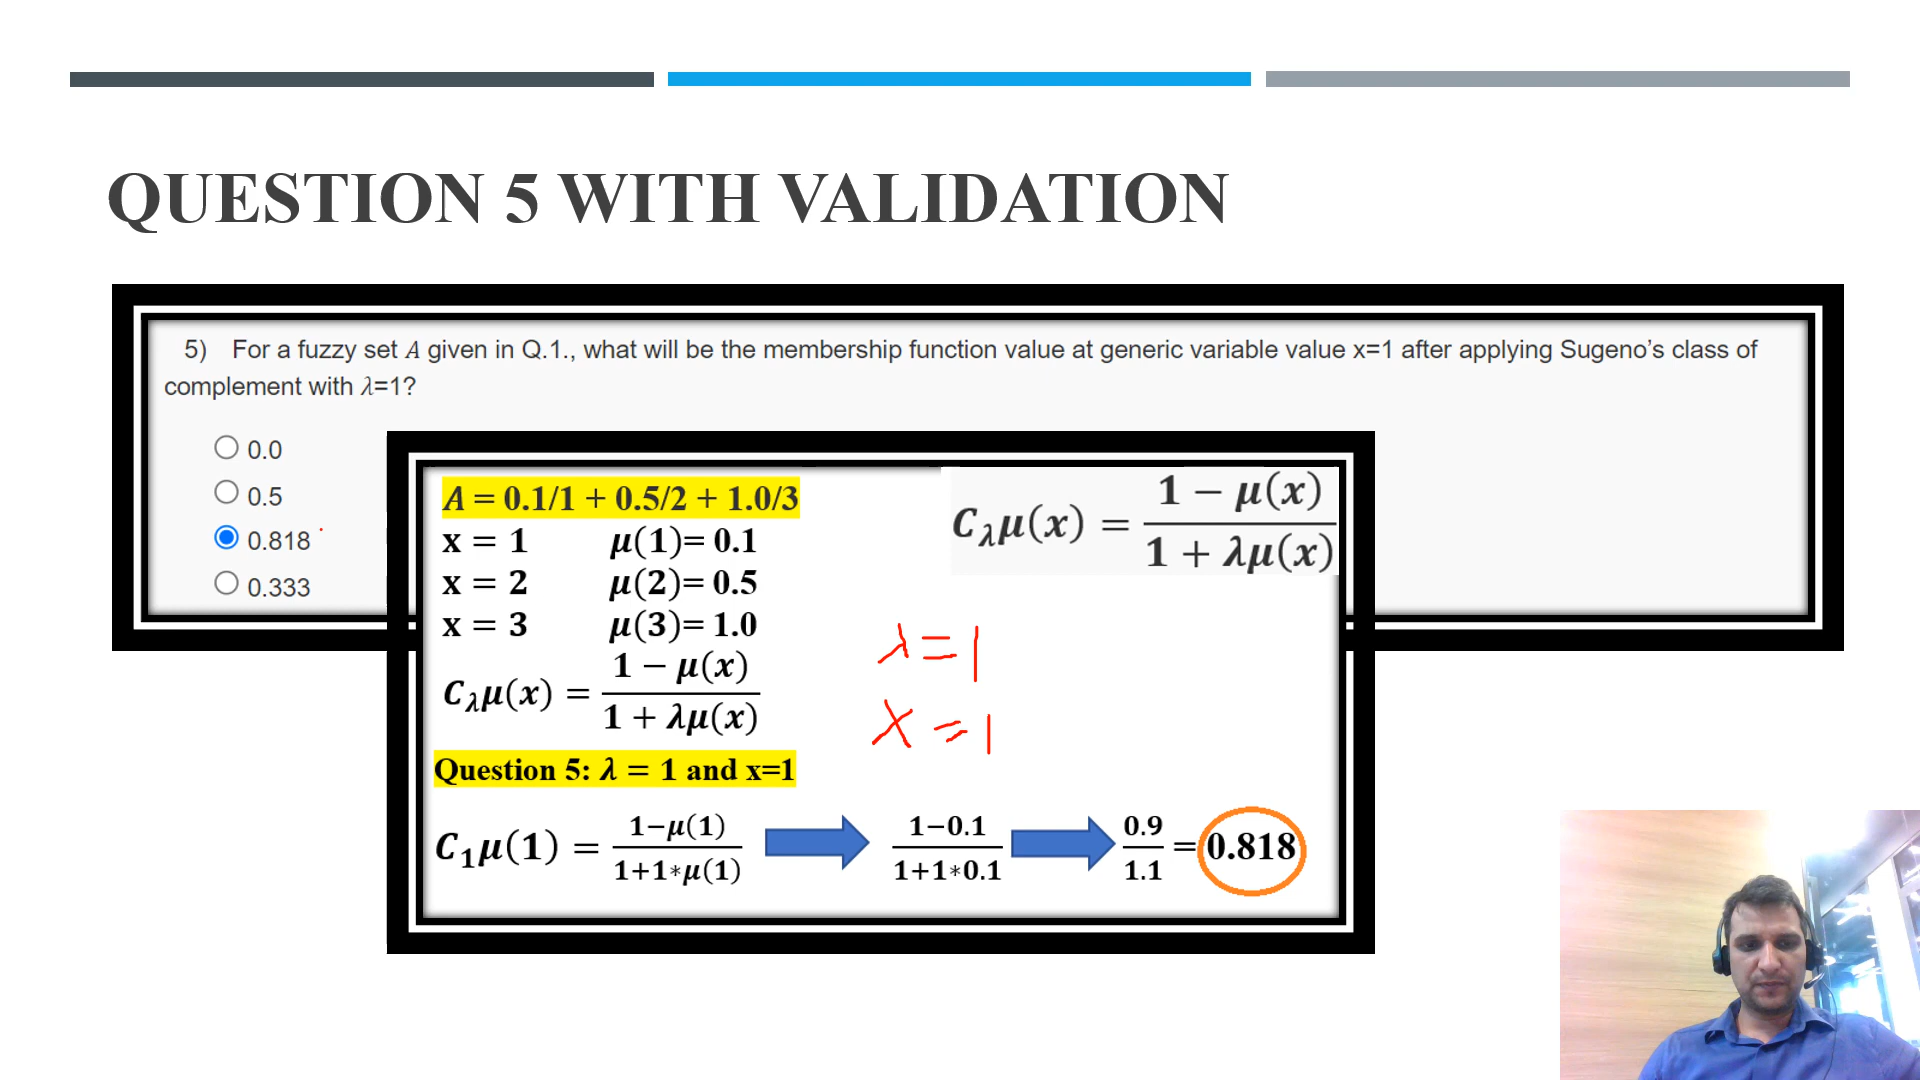 QUESTION 5 WITH VALIDATION
5) For a fuzzy set A given in Q.1., what will be the membership function value at generic variable value x=1 after applying Sugeno's class of
complement with λ=1?
0.0
0.5
0.818
0.333
A = 0.1/1 + 0.5/2 + 1.0/3
x = 1 μ(1)= 0.1
x = 2 μ(2)= 0.5
x = 3 μ(3)= 1.0
C_λμ(x) = (1 − μ(x))/(1 + λμ(x))
C_λμ(x) = (1 − μ(x))/(1 + λμ(x))
λ=1
x=1
Question 5: λ = 1 and x=1
C₁μ(1) = (1−μ(1))/(1+1*μ(1)) (1−0.1)/(1+1*0.1) 0.9/1.1 = 0.818